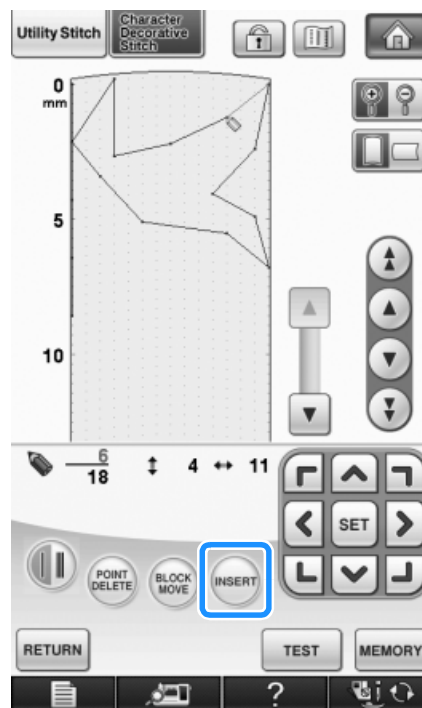 Utility Stitch
Character
Decorative
Stitch
0
mm
5
10
6
18
4
11
SET
POINT
DELETE
BLOCK
MOVE
INSERT
RETURN
TEST
MEMORY
?